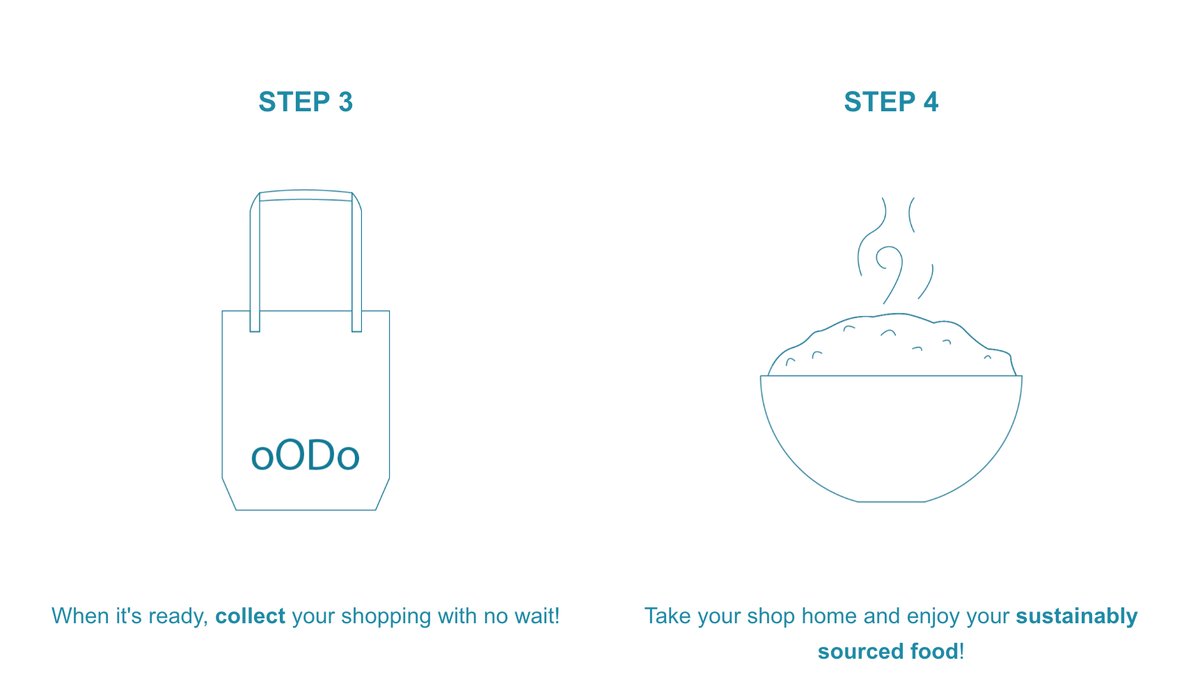 STEP 3
oODo
When it's ready, collect your shopping with no wait!
STEP 4
Take your shop home and enjoy your sustainably
sourced food!